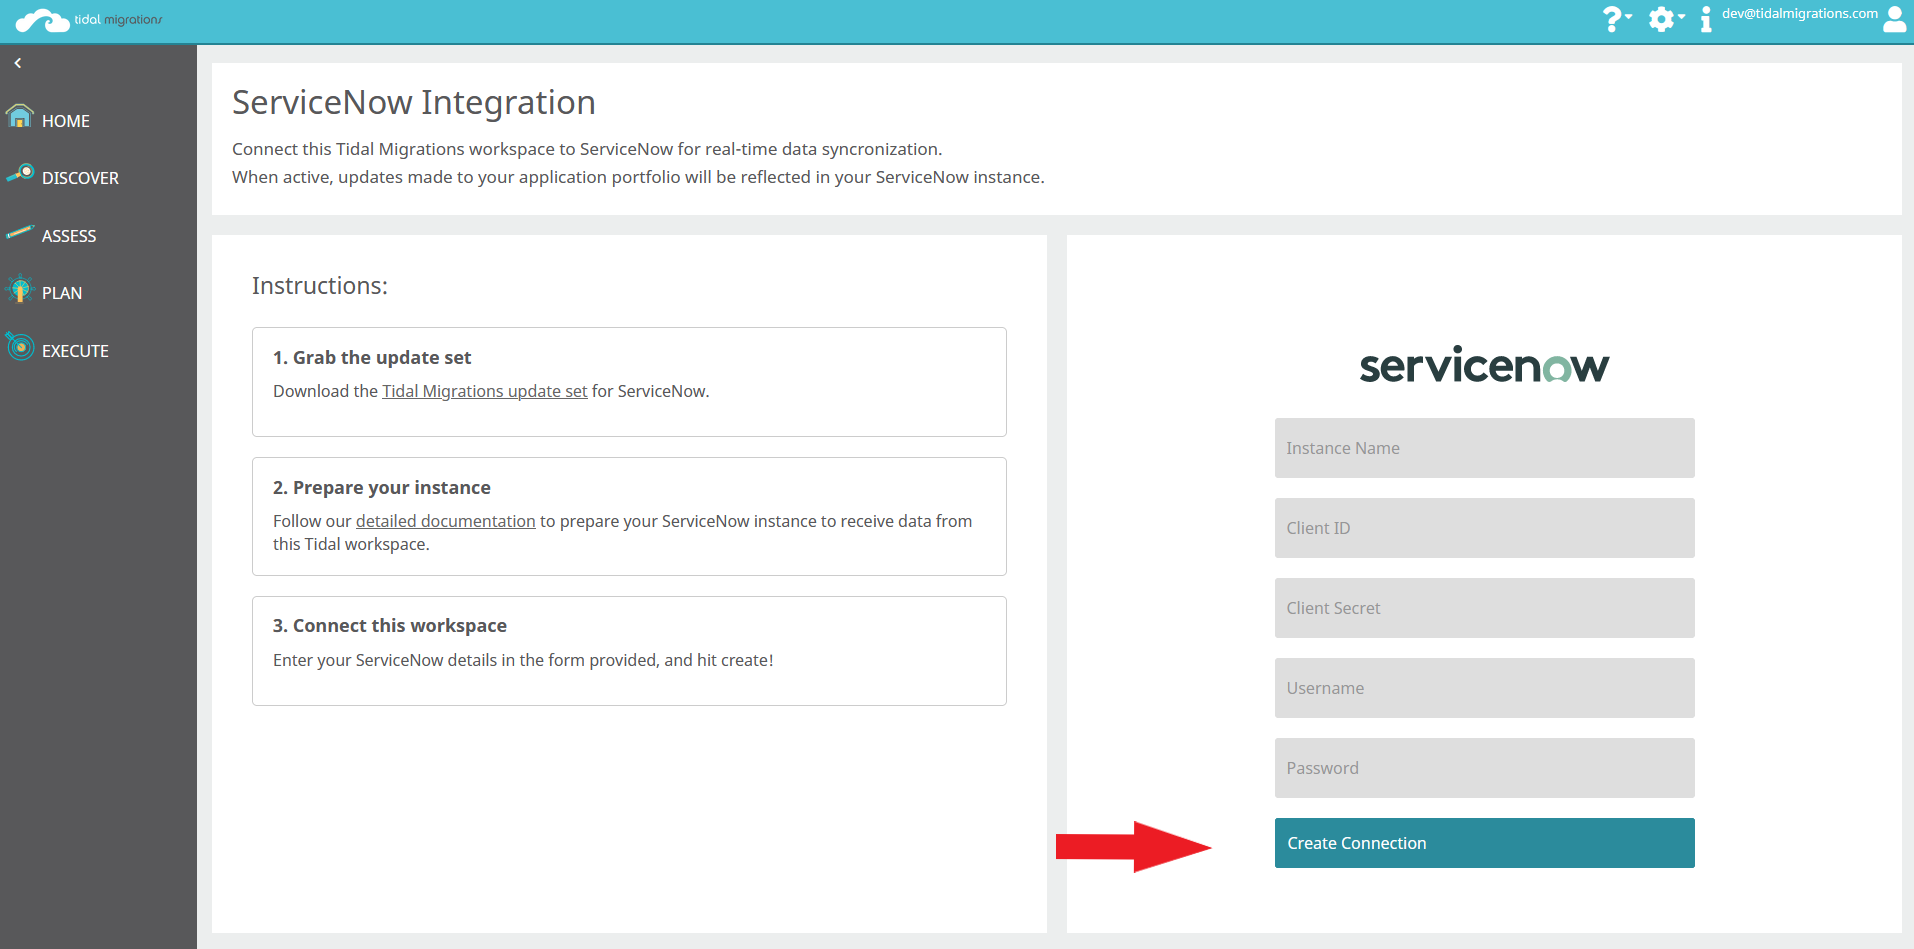 tidal migrations
dev@tidalmigrations.com
HOME
DISCOVER
ASSESS
PLAN
EXECUTE
ServiceNow Integration
Connect this Tidal Migrations workspace to ServiceNow for real-time data syncronization.
When active, updates made to your application portfolio will be reflected in your ServiceNow instance.
Instructions:
1. Grab the update set
Download the Tidal Migrations update set for ServiceNow.
2. Prepare your instance
Follow our detailed documentation to prepare your ServiceNow instance to receive data from
this Tidal workspace.
3. Connect this workspace
Enter your ServiceNow details in the form provided, and hit create!
servicenow
Instance Name
Client ID
Client Secret
Username
Password
Create Connection